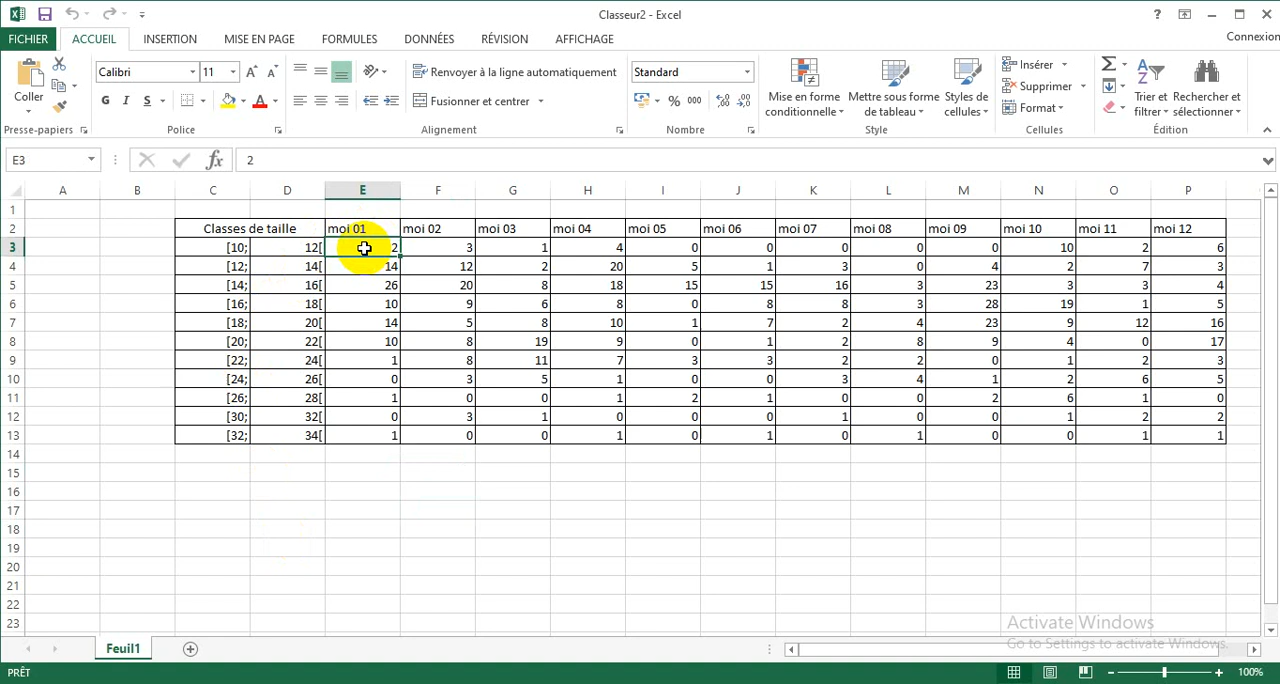 Classeur2 - Excel
FICHIER ACCUEIL INSERTION MISE EN PAGE FORMULES DONNÉES RÉVISION AFFICHAGE Connexion
Coller
Calibri 11
G I S
Renvoyer à la ligne automatiquement
Fusionner et centrer
Standard
% 000
Mise en forme conditionnelle
Mettre sous forme de tableau
Styles de cellules
Insérer
Supprimer
Format
Trier et filtrer
Rechercher et sélectionner
Presse-papiers Police Alignement Nombre Style Cellules Édition
E3 fx 2
A B C D E F G H I J K L M N O P
1
2 Classes de taille moi 01 moi 02 moi 03 moi 04 moi 05 moi 06 moi 07 moi 08 moi 09 moi 10 moi 11 moi 12
3 [10; 12[ 2 3 1 4 0 0 0 0 0 10 2 6
4 [12; 14[ 14 12 2 20 5 1 3 0 4 2 7 3
5 [14; 16[ 26 20 8 18 15 15 16 3 23 3 3 4
6 [16; 18[ 10 9 6 8 0 8 8 3 28 19 1 5
7 [18; 20[ 14 5 8 10 1 7 2 4 23 9 12 16
8 [20; 22[ 10 8 19 9 0 1 2 8 9 4 0 17
9 [22; 24[ 1 8 11 7 3 3 2 2 0 1 2 3
10 [24; 26[ 0 3 5 1 0 0 3 4 1 2 6 5
11 [26; 28[ 1 0 0 1 2 1 0 0 2 6 1 0
12 [30; 32[ 0 3 1 0 0 0 1 0 0 1 2 2
13 [32; 34[ 1 0 0 1 0 1 0 1 0 0 1 1
14
15
16
17
18
19
20
21
22
23
Activate Windows
Go to Settings to activate Windows.
Feuil1
PRÊT 100%